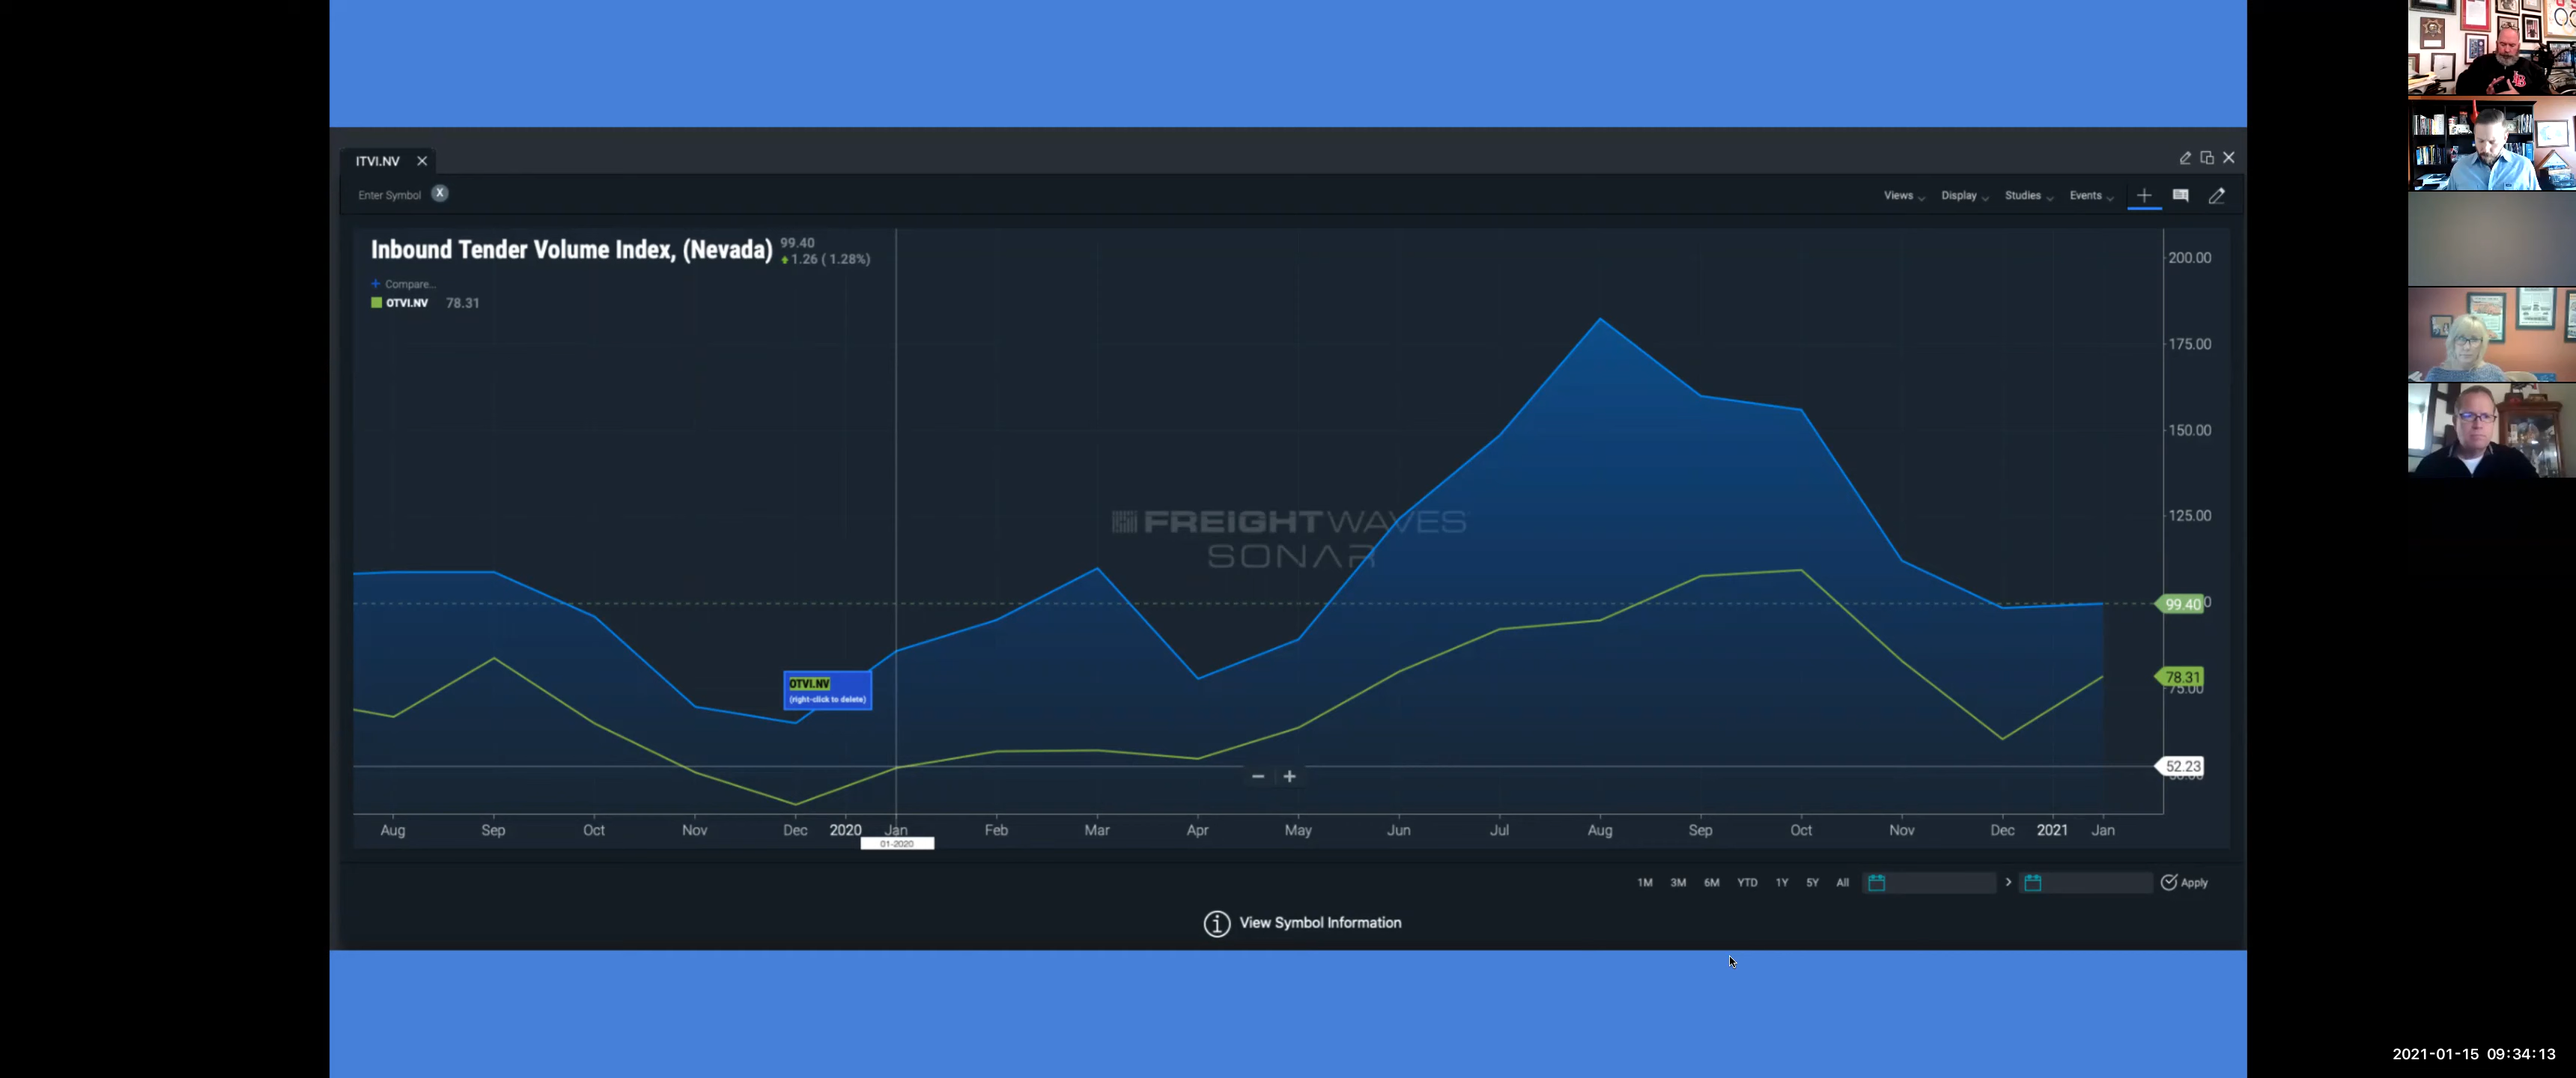 ITVI.NV
Enter Symbol X
Views Display Studies Events
Inbound Tender Volume Index, (Nevada) 99.40
1.26 ( 1.28%)
+ Compare...
OTVI.NV 78.31
200.00
175.00
150.00
125.00
99.40
78.31
75.00
52.23
FREIGHTWAVES
SONAR
OTVI.NV
(right-click to delete)
Aug Sep Oct Nov Dec 2020 Jan Feb Mar Apr May Jun Jul Aug Sep Oct Nov Dec 2021 Jan
01-2020
1M 3M 6M YTD 1Y 5Y All > Apply
View Symbol Information
2021-01-15 09:34:13